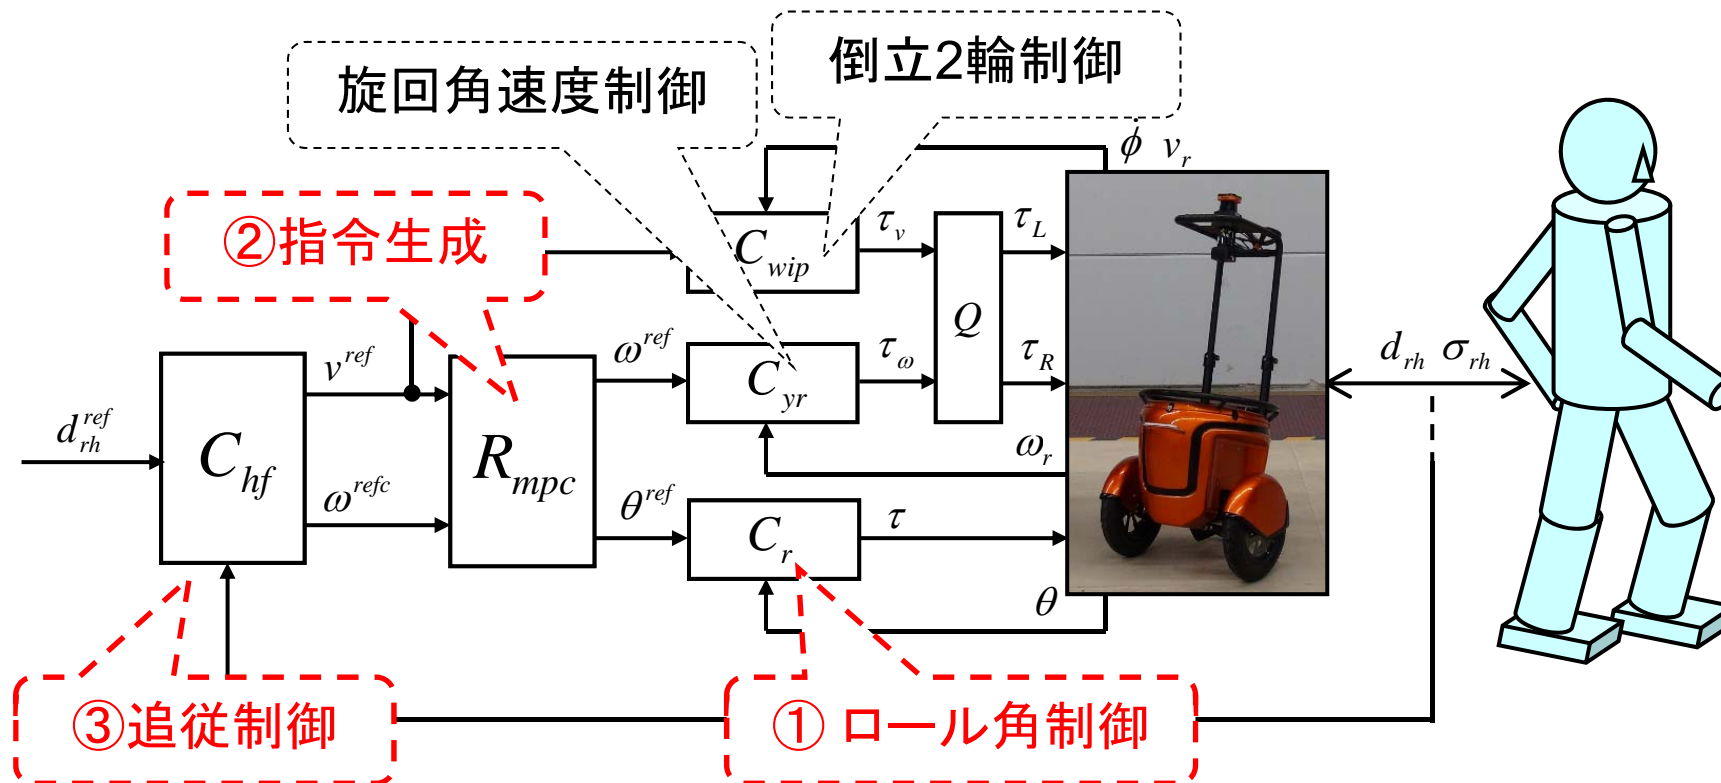 倒立2輪制御
旋回角速度制御
ϕ̇ v_r
②指令生成
C_wip
τ_v
τ_L
Q
v^ref
ω^ref
C_yr
τ_ω
τ_R
d_rh σ_rh
d_rh^ref
C_hf
R_mpc
ω_r
ω^refc
θ^ref
C_r
τ
θ
③追従制御
① ロール角制御